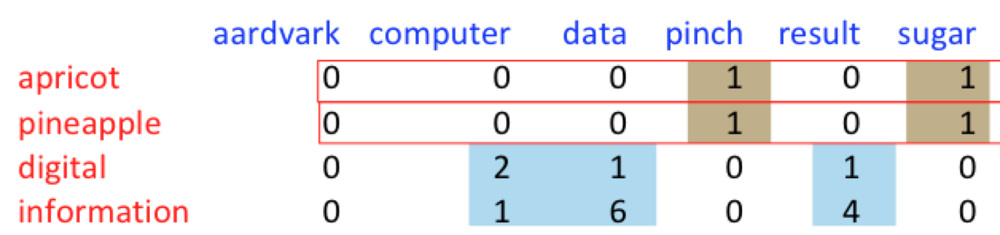 aardvark computer data pinch result sugar
apricot 0 0 0 1 0 1
pineapple 0 0 0 1 0 1
digital 0 2 1 0 1 0
information 0 1 6 0 4 0